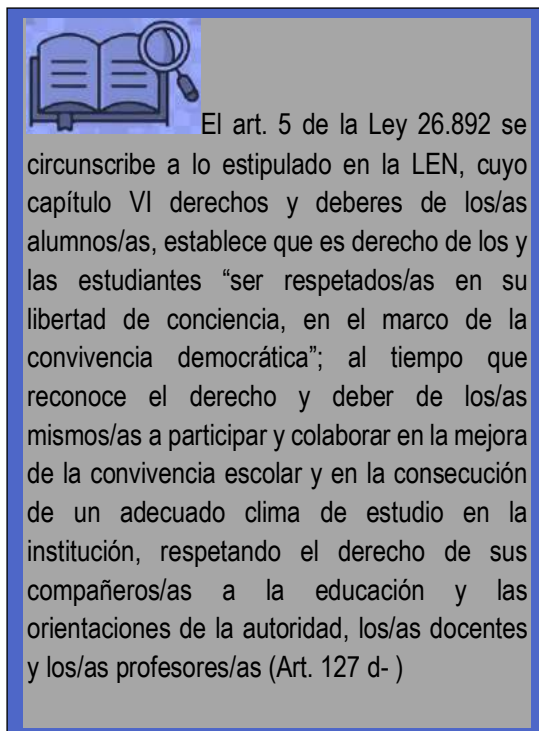 El art. 5 de la Ley 26.892 se
circunscribe a lo estipulado en la LEN, cuyo
capítulo VI derechos y deberes de los/as
alumnos/as, establece que es derecho de los y
las estudiantes “ser respetados/as en su
libertad de conciencia, en el marco de la
convivencia democrática”; al tiempo que
reconoce el derecho y deber de los/as
mismos/as a participar y colaborar en la mejora
de la convivencia escolar y en la consecución
de un adecuado clima de estudio en la
institución, respetando el derecho de sus
compañeros/as a la educación y las
orientaciones de la autoridad, los/as docentes
y los/as profesores/as (Art. 127 d- )